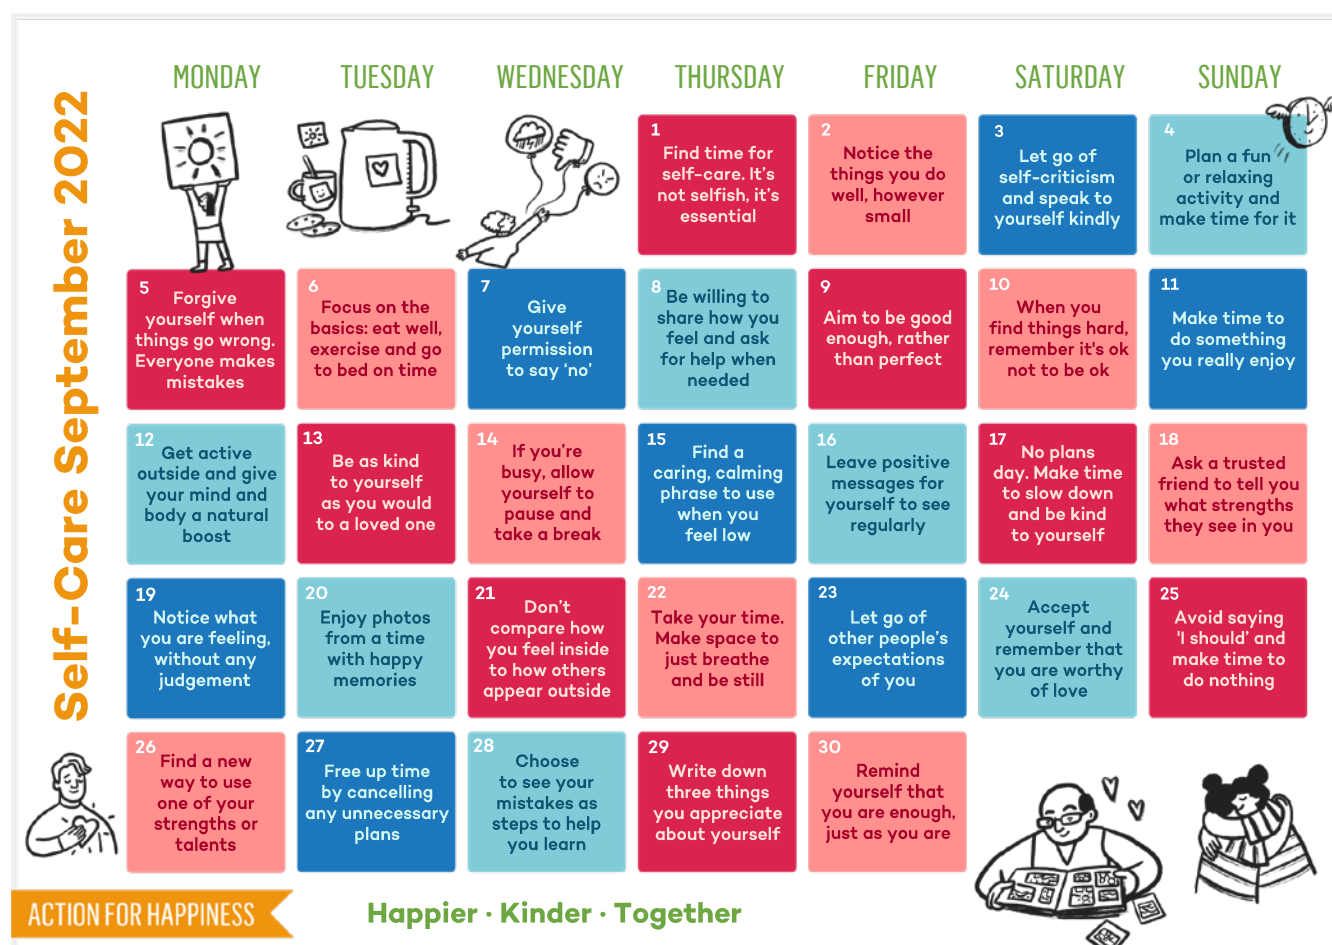 MONDAY TUESDAY WEDNESDAY THURSDAY FRIDAY SATURDAY SUNDAY
Self-Care September 2022
1
Find time for
self-care. It's
not selfish, it's
essential
2
Notice the
things you do
well, however
small
3
Let go of
self-criticism
and speak to
yourself kindly
4
Plan a fun
or relaxing
activity and
make time for it
5
Forgive
yourself when
things go wrong.
Everyone makes
mistakes
6
Focus on the
basics: eat well,
exercise and go
to bed on time
7
Give
yourself
permission
to say ‘no’
8
Be willing to
share how you
feel and ask
for help when
needed
9
Aim to be good
enough, rather
than perfect
10
When you
find things hard,
remember it's ok
not to be ok
11
Make time to
do something
you really enjoy
12
Get active
outside and give
your mind and
body a natural
boost
13
Be as kind
to yourself
as you would
to a loved one
14
If you’re
busy, allow
yourself to
pause and
take a break
15
Find a
caring, calming
phrase to use
when you
feel low
16
Leave positive
messages for
yourself to see
regularly
17
No plans
day. Make time
to slow down
and be kind
to yourself
18
Ask a trusted
friend to tell you
what strengths
they see in you
19
Notice what
you are feeling,
without any
judgement
20
Enjoy photos
from a time
with happy
memories
21
Don’t
compare how
you feel inside
to how others
appear outside
22
Take your time.
Make space to
just breathe
and be still
23
Let go of
other people’s
expectations
of you
24
Accept
yourself and
remember that
you are worthy
of love
25
Avoid saying
'I should’ and
make time to
do nothing
26
Find a new
way to use
one of your
strengths or
talents
27
Free up time
by cancelling
any unnecessary
plans
28
Choose
to see your
mistakes as
steps to help
you learn
29
Write down
three things
you appreciate
about yourself
30
Remind
yourself that
you are enough,
just as you are
ACTION FOR HAPPINESS
Happier · Kinder · Together